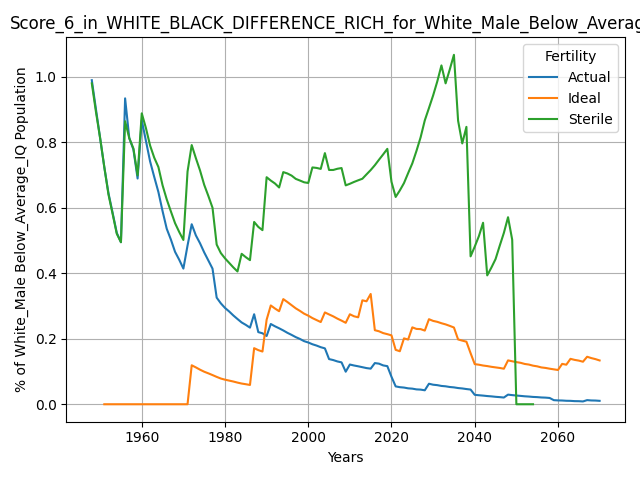 Score_6_in_WHITE_BLACK_DIFFERENCE_RICH_for_White_Male_Below_Averag
Fertility
Actual
Ideal
Sterile
% of White_Male Below_Average_IQ Population
1.0
0.8
0.6
0.4
0.2
0.0
1960 1980 2000 2020 2040 2060
Years